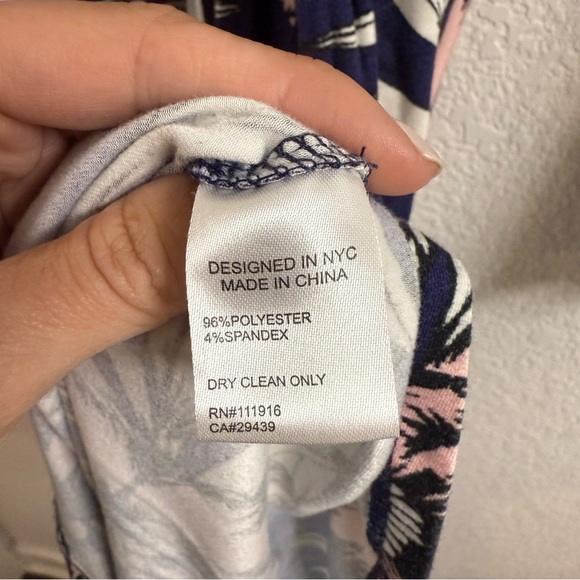 DESIGNED IN NYC
MADE IN CHINA
96%POLYESTER
4%SPANDEX
DRY CLEAN ONLY
RN#111916
CA#29439